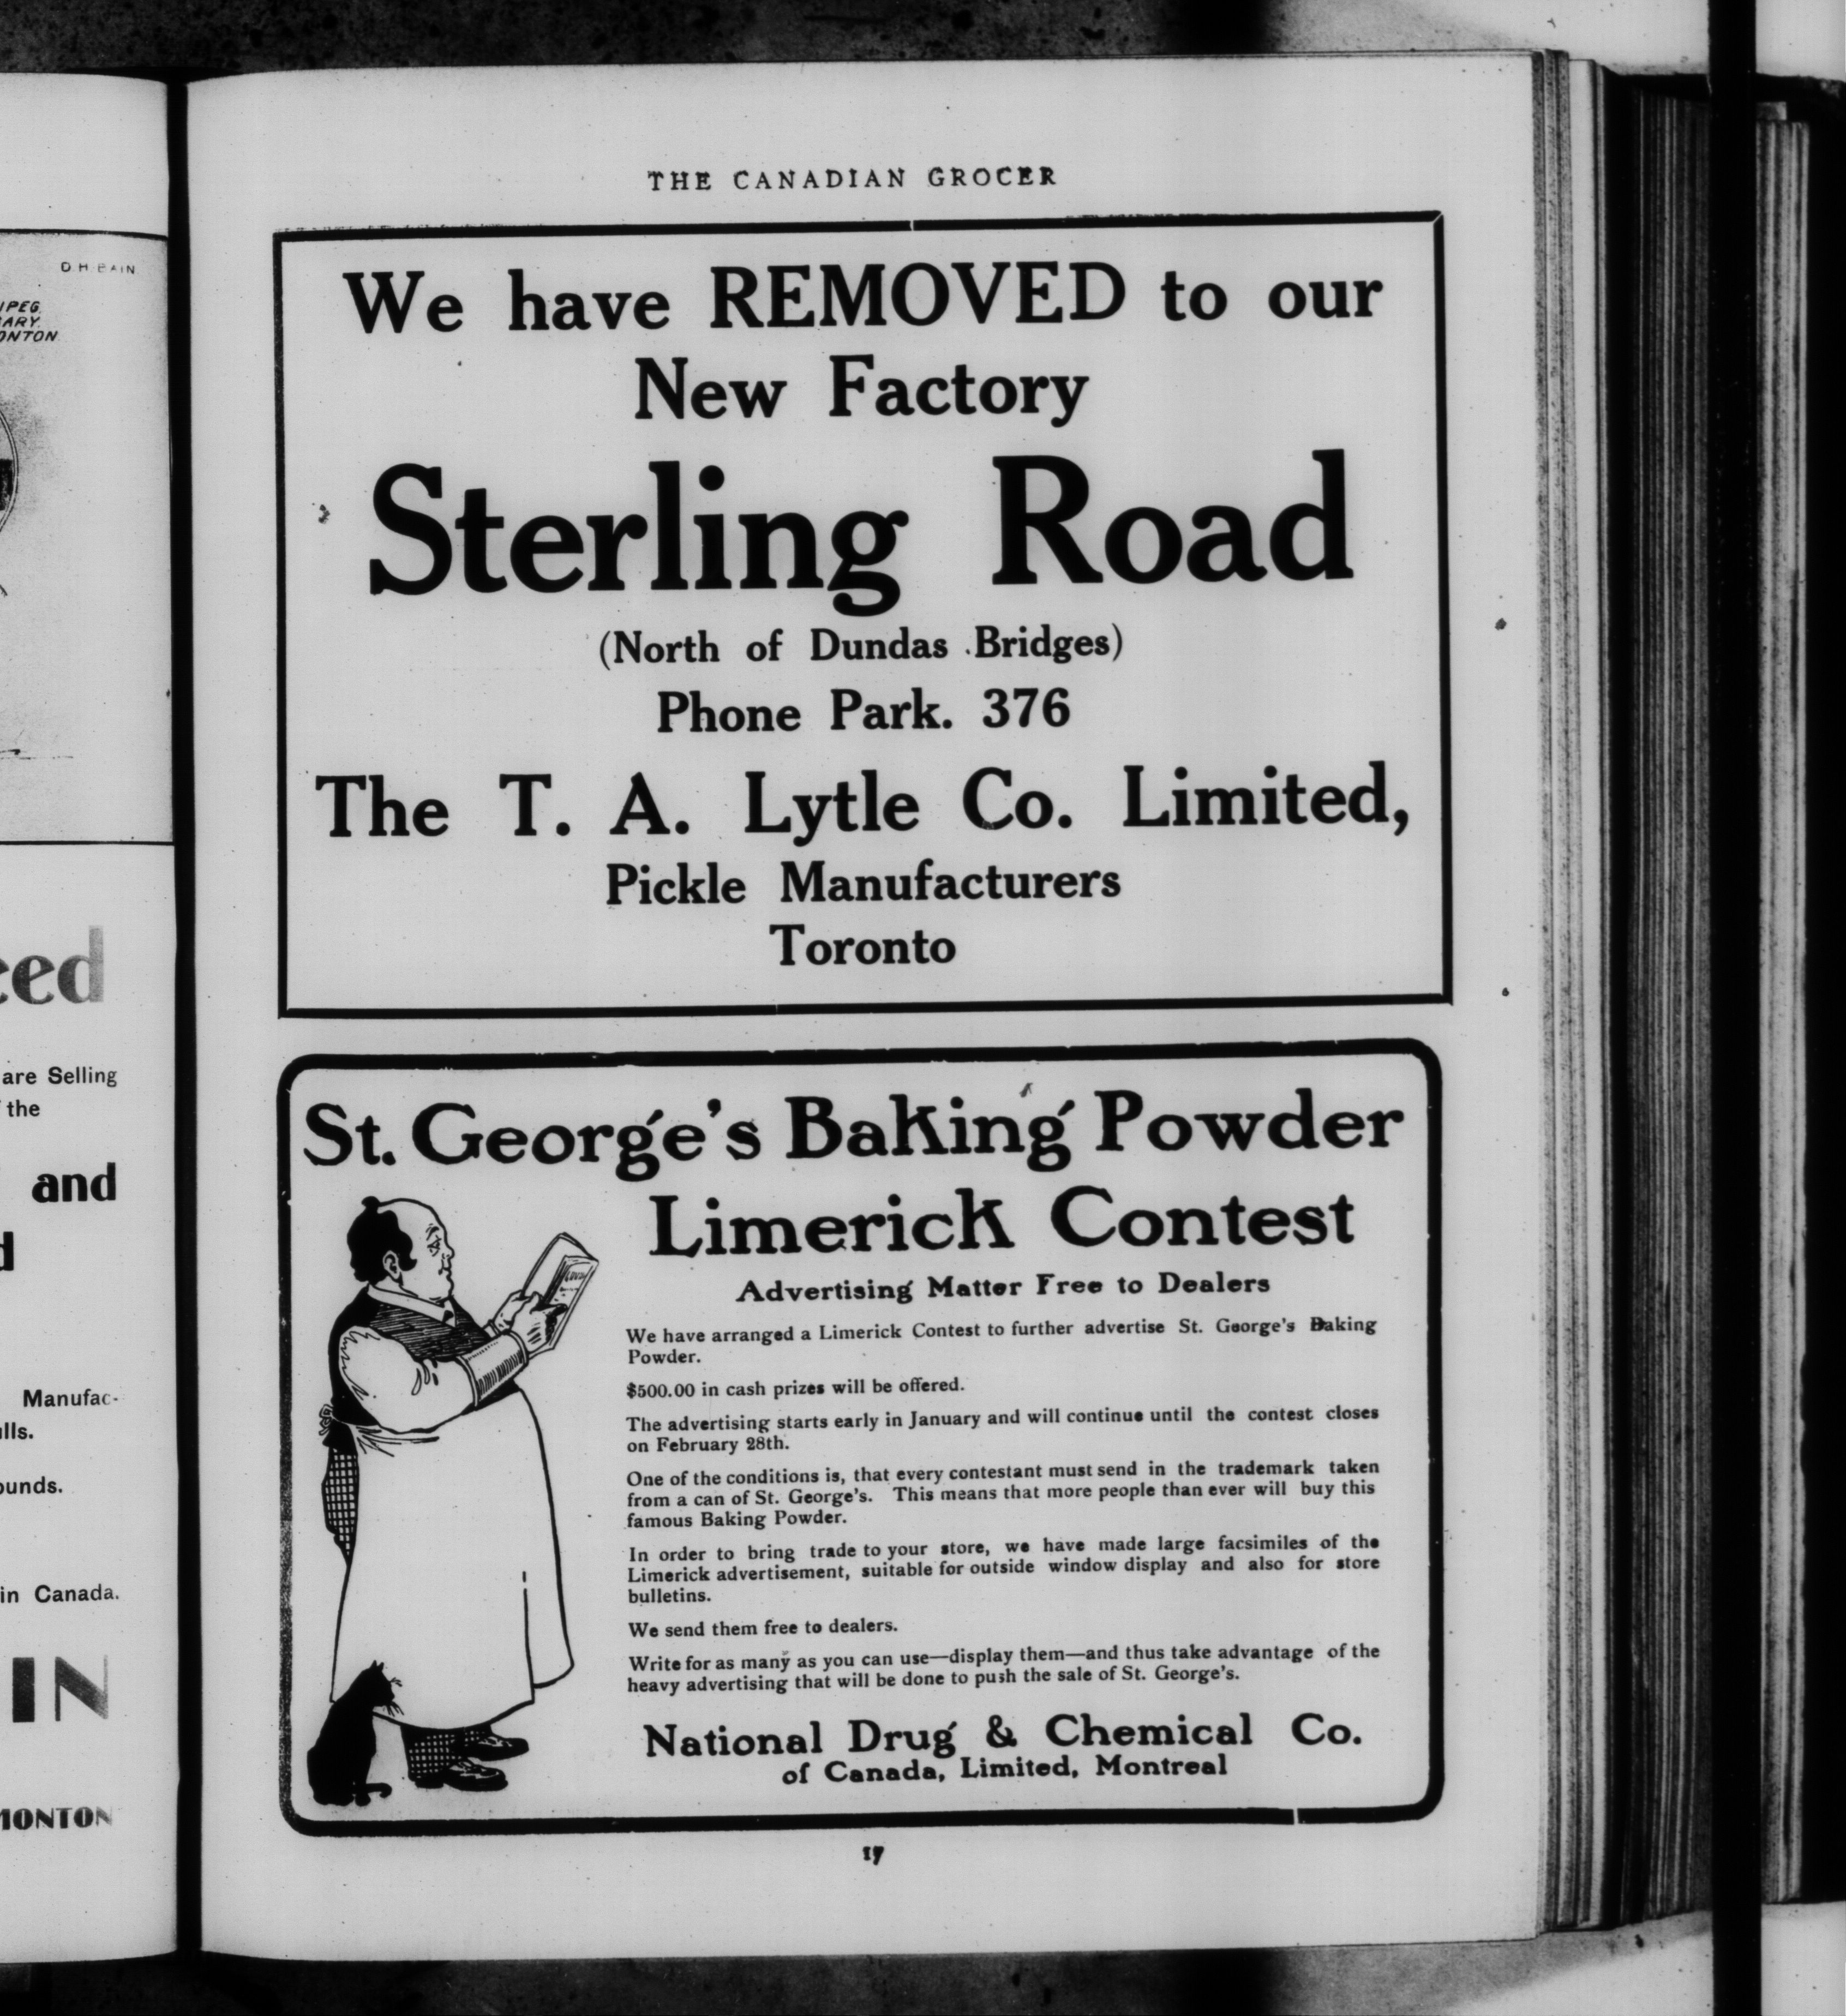 D. H. BAIN
ONTON
and
are Selling
the
Manufac-
in Canada.
IN
THE CANADIAN GROCER
We have REMOVED to our
New Factory
Sterling Road
(North of Dundas Bridges)
Phone Park. 376
The T. A. Lytle Co. Limited,
Pickle Manufacturers
Toronto
St. George's Baking Powder
Limerick Contest
Advertising Matter Free to Dealers
We have arranged a Limerick Contest to further advertise St. George's Baking
Powder.
$500.00 in cash prizes will be offered.
The advertising starts early in January and will continue until the contest closes
on February 28th.
One of the conditions is, that every contestant must send in the trademark taken
from a can of St. George's. This means that more people than ever will buy this
famous Baking Powder.
In order to bring trade to your store, we have made large facsimiles of the
Limerick advertisement, suitable for outside window display and also for store
bulletins.
We send them free to dealers.
Write for as many as you can use—display them—and thus take advantage of the
heavy advertising that will be done to push the sale of St. George's.
National Drug & Chemical Co.
of Canada, Limited, Montreal
17